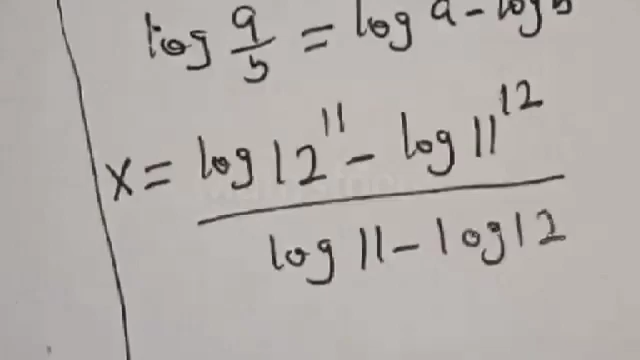 log a/b = log a - log b
x = (log 12^11 - log 11^12)/(log 11 - log 12)